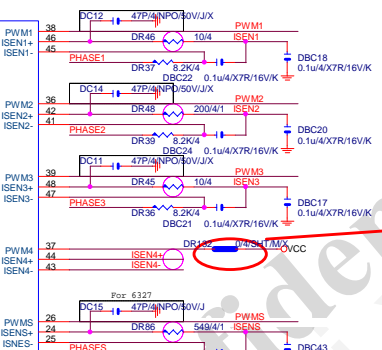 DC12 47P/4/NPO/50V/J/X
PWM1 38 PWM1
ISEN1+ 46 DR46 10/4 ISEN1
ISEN1- 45
PHASE1 DBC18
DR37 8.2K/4 0.1u/4/X7R/16V/K
DBC22 0.1u/4/X7R/16V/K
DC14 47P/4/NPO/50V/J/X
PWM2 36 PWM2
ISEN2+ 42 DR48 200/4/1 ISEN2
ISEN2- 41
PHASE2 DBC20
DR39 8.2K/4 0.1u/4/X7R/16V/K
DBC24 0.1u/4/X7R/16V/K
DC11 47P/4/NPO/50V/J/X
PWM3 39 PWM3
ISEN3+ 48 DR45 10/4 ISEN3
ISEN3- 47
PHASE3 DBC17
DR36 8.2K/4 0.1u/4/X7R/16V/K
DBC21 0.1u/4/X7R/16V/K
PWM4 37 DR132 0/4/SHT/M/X VCC
ISEN4+ 44 ISEN4+
ISEN4- 43 ISEN4-
For 6327
DC15 47P/4/NPO/50V/J
PWMS 26 PWMS
ISENS+ 24 DR86 549/4/1 ISENS
ISNES- 25
PHASES DBC43